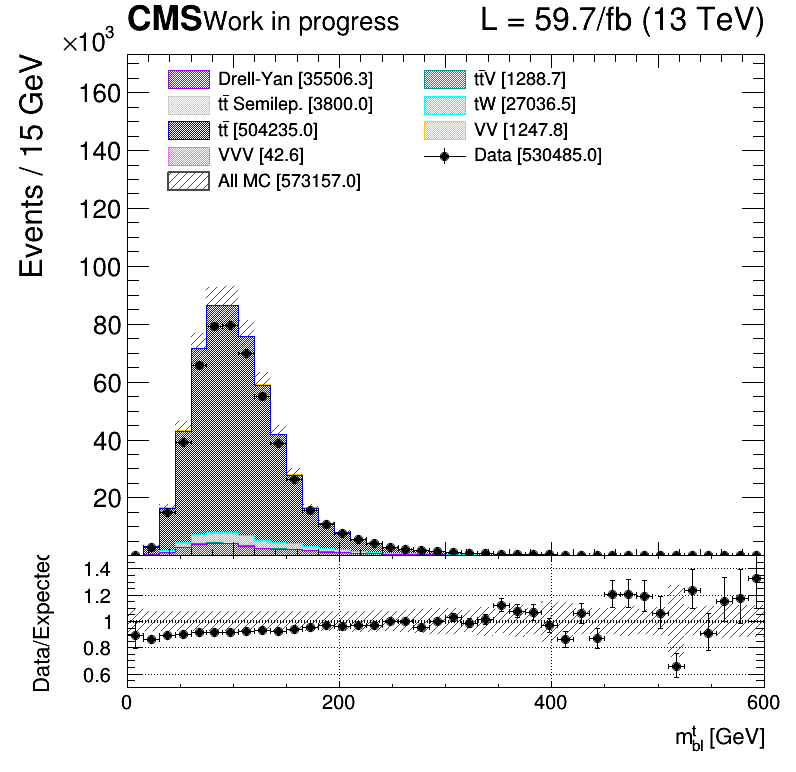 CMS Work in progress L = 59.7/fb (13 TeV)
×10³
Events / 15 GeV
Drell-Yan [35506.3]
tt̄V [1288.7]
tt̄ Semilep. [3800.0]
tW [27036.5]
tt̄ [504235.0]
VV [1247.8]
VVV [42.6]
Data [530485.0]
All MC [573157.0]
160
140
120
100
80
60
40
20
Data/Expected
1.4
1.2
1
0.8
0.6
0 200 400 600
m^t_bl [GeV]